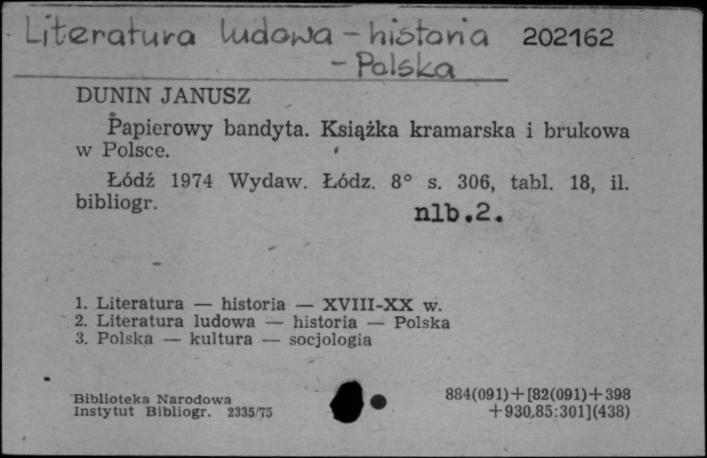 Literatura ludowa - historia 202162
- Polska
DUNIN JANUSZ
Papierowy bandyta. Książka kramarska i brukowa
w Polsce.
Łódź 1974 Wydaw. Łódz. 8° s. 306, tabl. 18, il.
bibliogr.
nlb.2.
1. Literatura — historia — XVIII-XX w.
2. Literatura ludowa — historia — Polska
3. Polska — kultura — socjologia
Biblioteka Narodowa
Instytut Bibliogr. 2335/75
884(091)+[82(091)+398
+930.85:301](438)